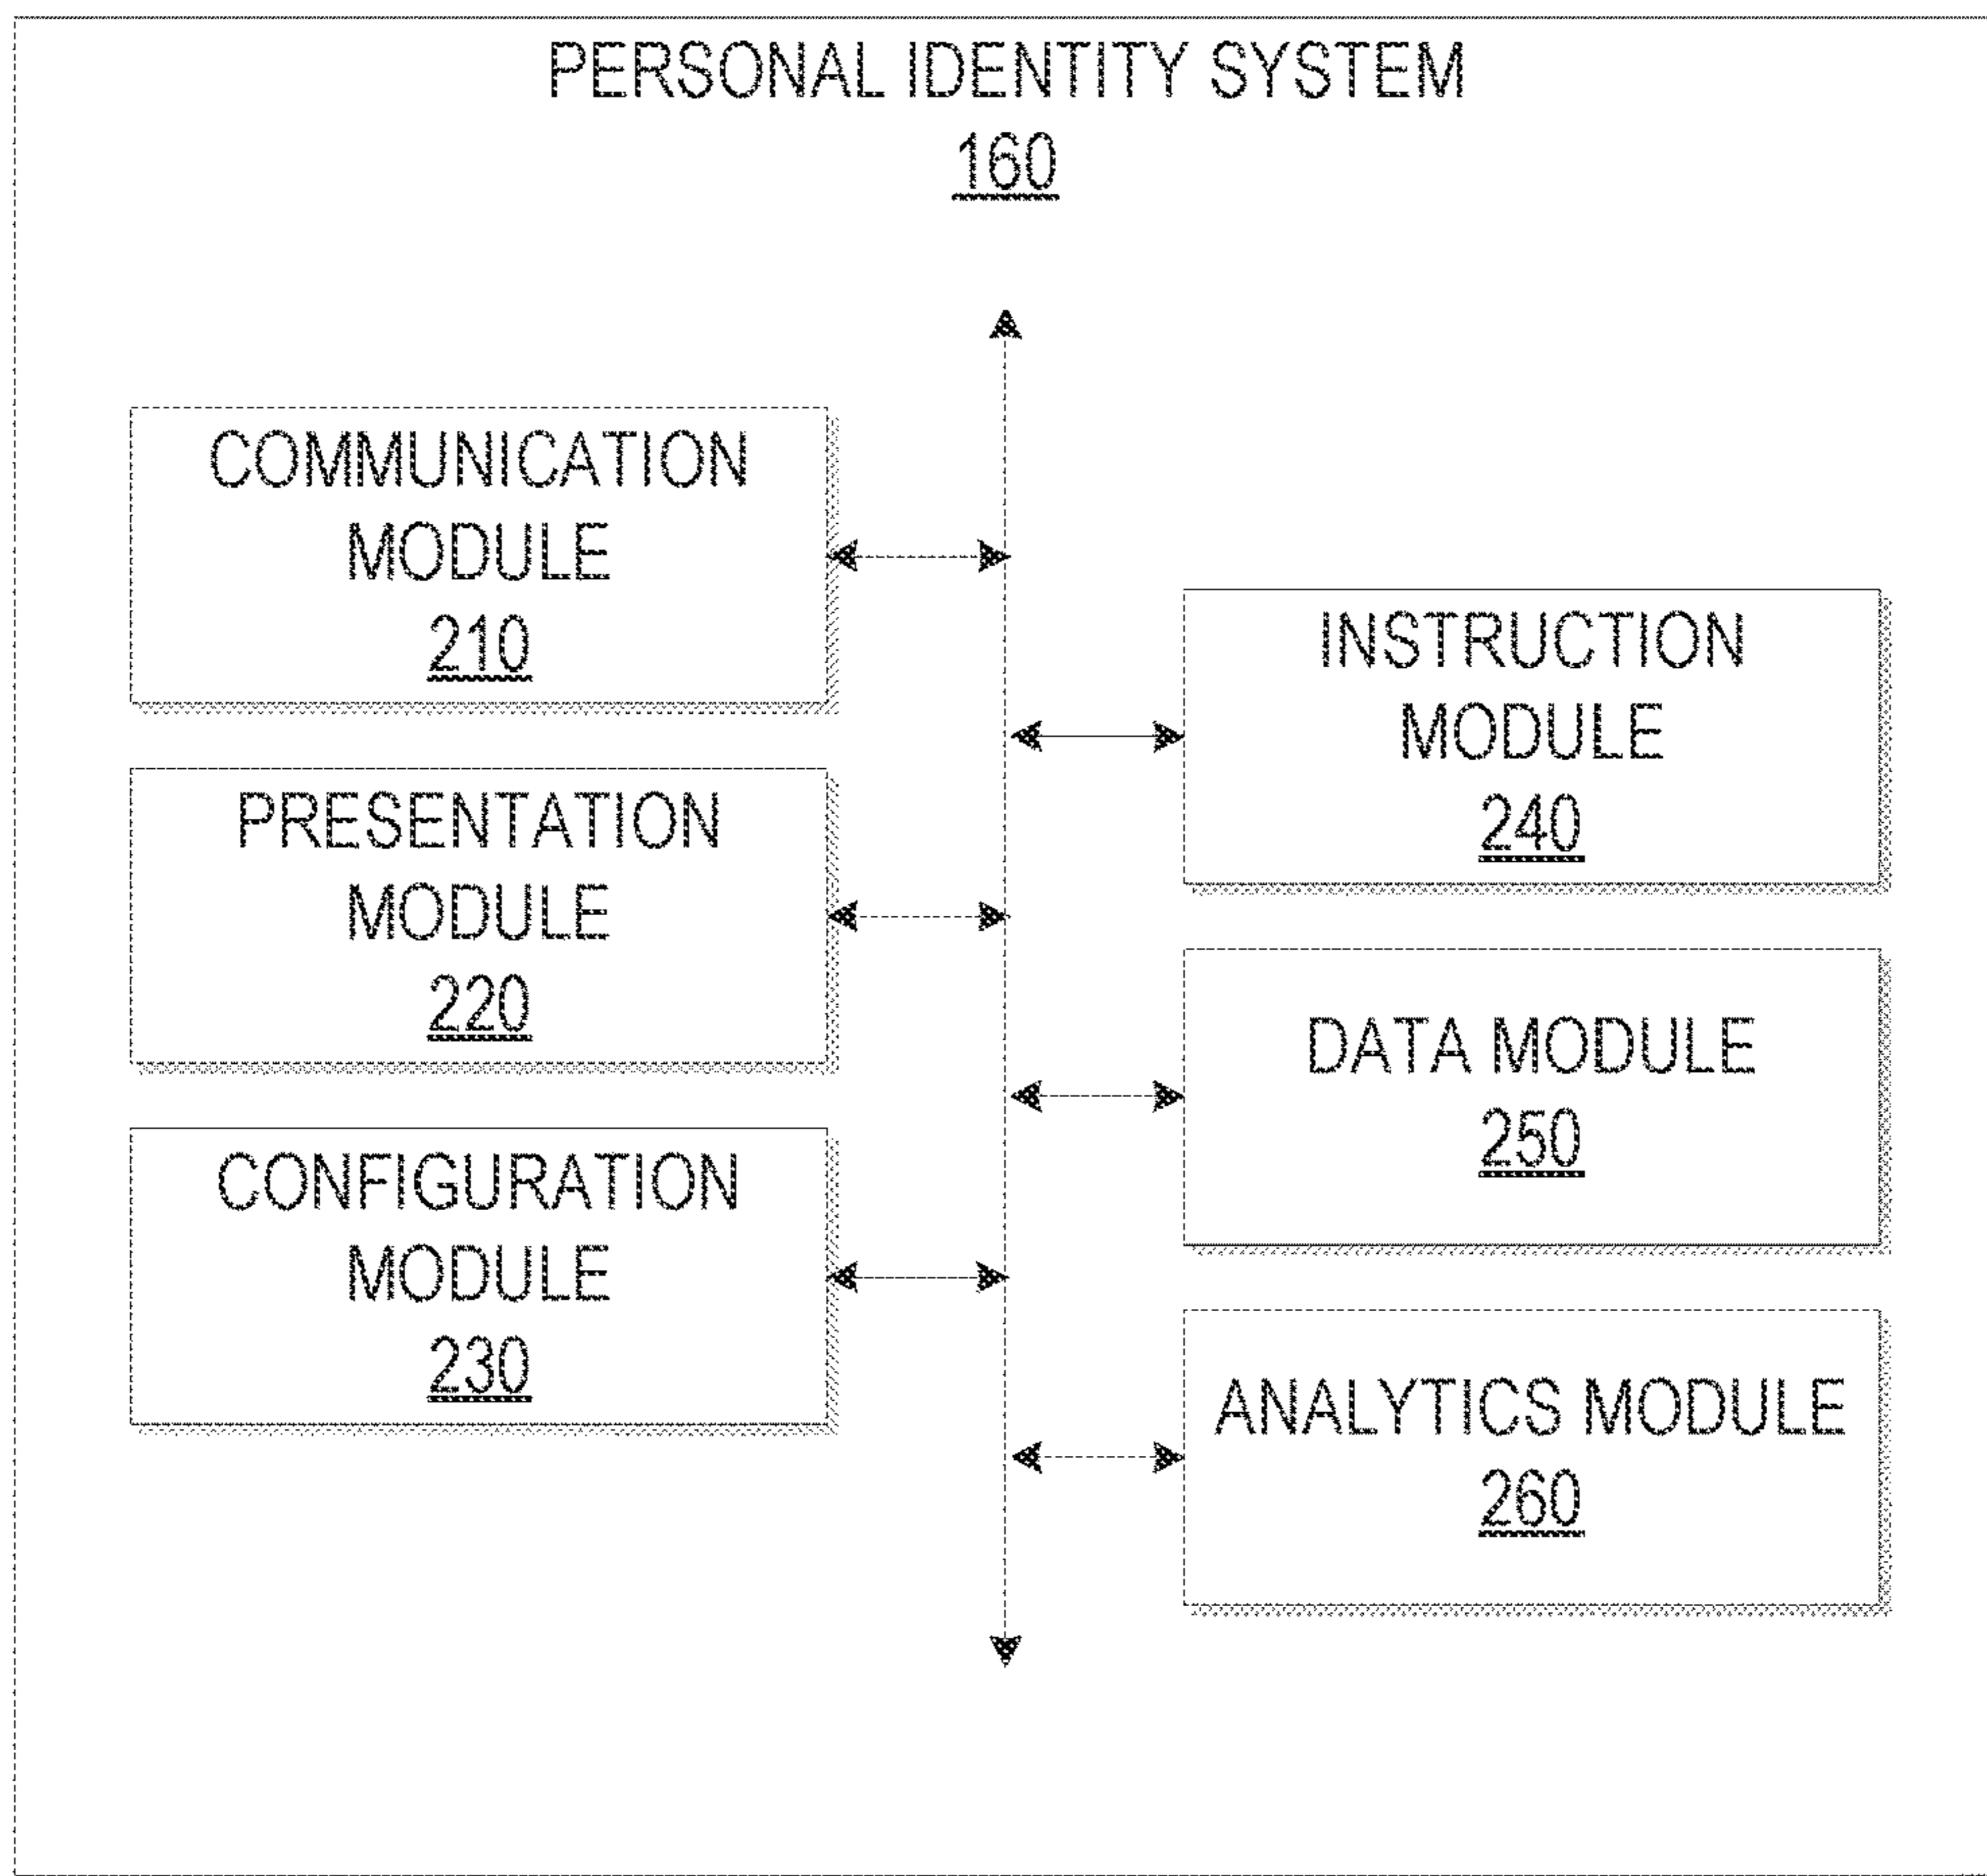 PERSONAL IDENTITY SYSTEM
160
COMMUNICATION
MODULE
210
PRESENTATION
MODULE
220
CONFIGURATION
MODULE
230
INSTRUCTION
MODULE
240
DATA MODULE
250
ANALYTICS MODULE
260